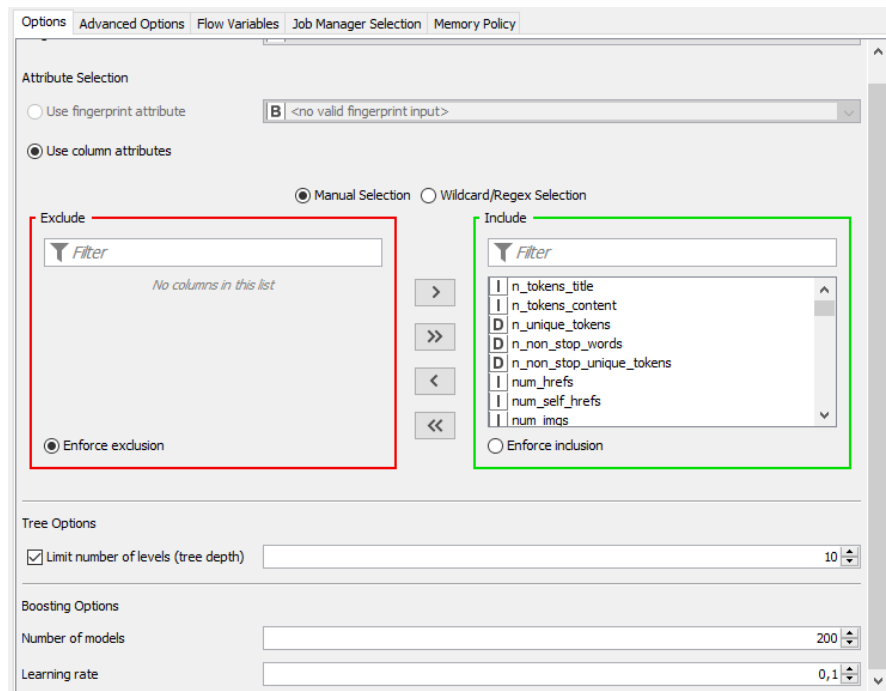 Options Advanced Options Flow Variables Job Manager Selection Memory Policy
Attribute Selection
Use fingerprint attribute B <no valid fingerprint input>
Use column attributes
Manual Selection Wildcard/Regex Selection
Exclude Include
Filter Filter
No columns in this list
I n_tokens_title
I n_tokens_content
D n_unique_tokens
D n_non_stop_words
D n_non_stop_unique_tokens
I num_hrefs
I num_self_hrefs
I num_imgs
>
>>
<
<<
Enforce exclusion Enforce inclusion
Tree Options
Limit number of levels (tree depth) 10
Boosting Options
Number of models 200
Learning rate 0,1